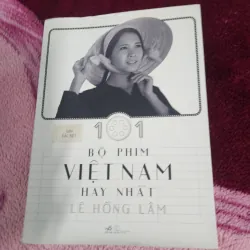 101
BỘ PHIM
VIỆT NAM
HAY NHẤT
LÊ HỒNG LÂM